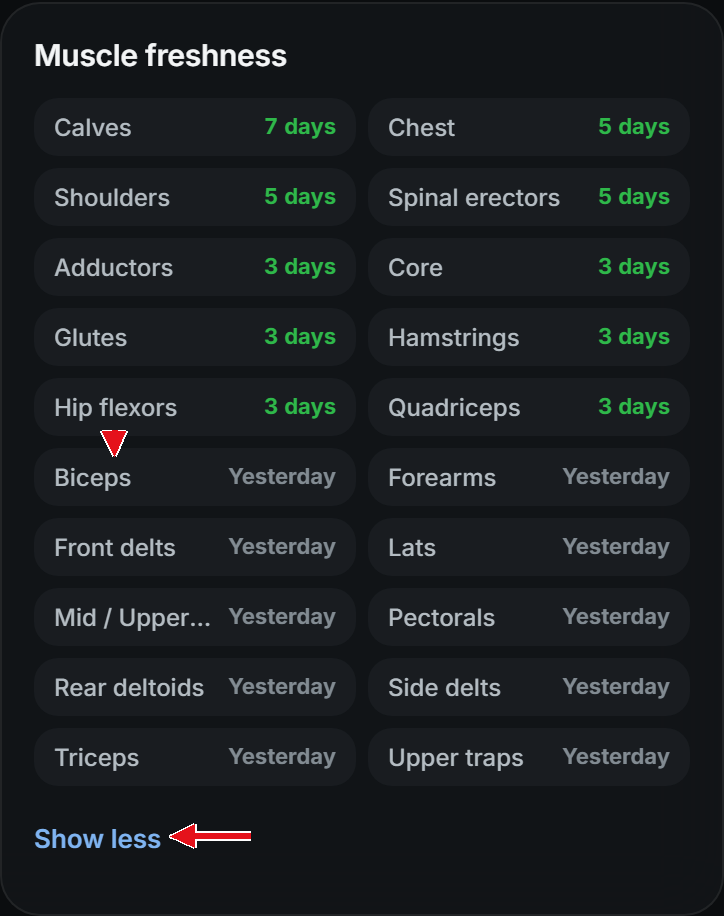 Muscle freshness
Calves 7 days Chest 5 days
Shoulders 5 days Spinal erectors 5 days
Adductors 3 days Core 3 days
Glutes 3 days Hamstrings 3 days
Hip flexors 3 days Quadriceps 3 days
Biceps Yesterday Forearms Yesterday
Front delts Yesterday Lats Yesterday
Mid / Upper... Yesterday Pectorals Yesterday
Rear deltoids Yesterday Side delts Yesterday
Triceps Yesterday Upper traps Yesterday
Show less